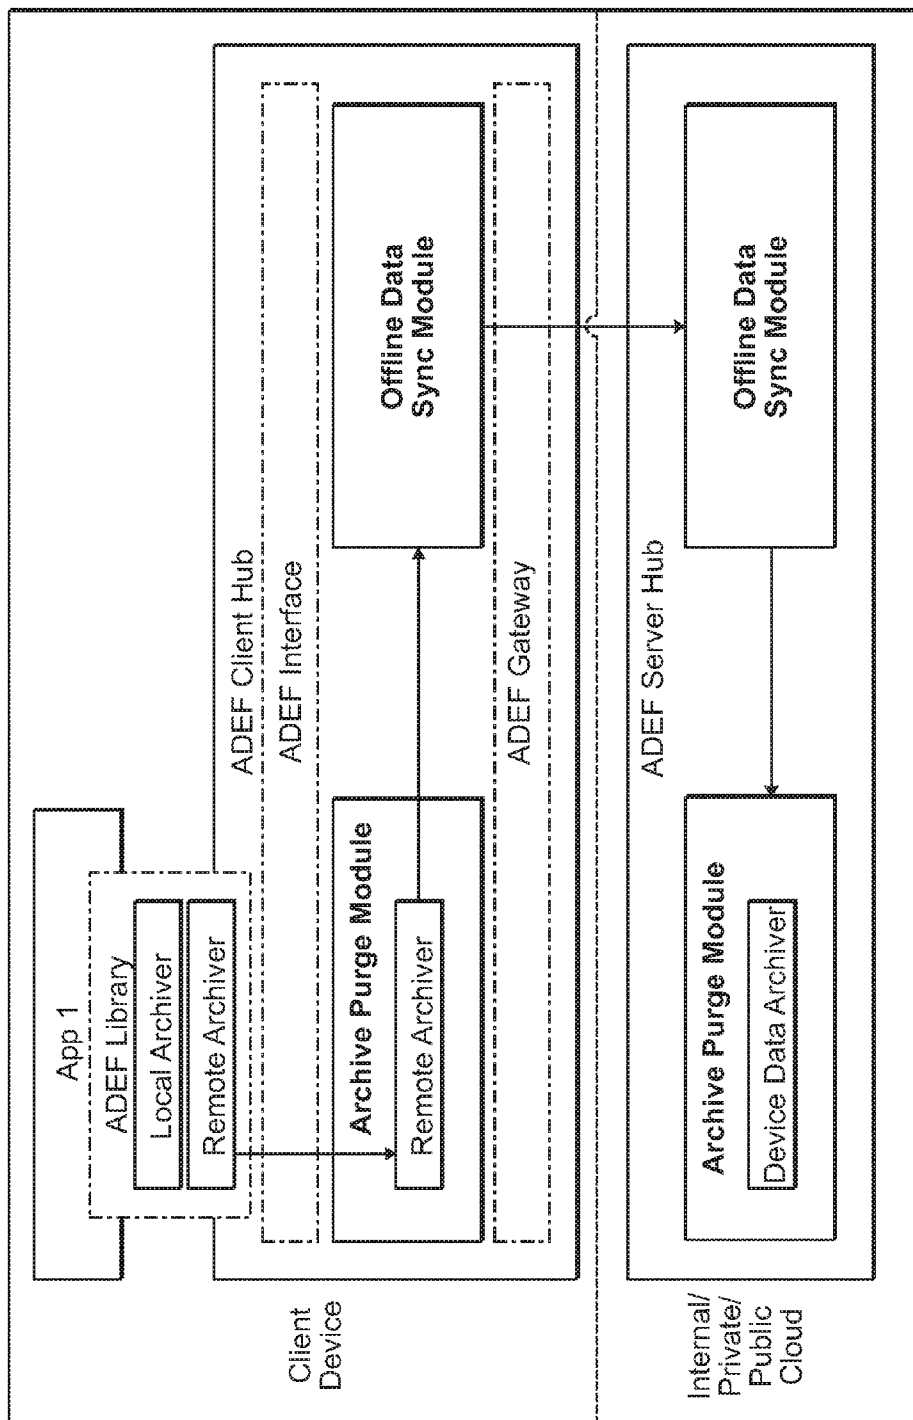 App 1
ADEF Library
Local Archiver
Remote Archiver
Client
Device
ADEF Client Hub
ADEF Interface
Archive Purge Module
Remote Archiver
Offline Data
Sync Module
ADEF Gateway
Internal/
Private/
Public
Cloud
ADEF Server Hub
Archive Purge Module
Device Data Archiver
Offline Data
Sync Module